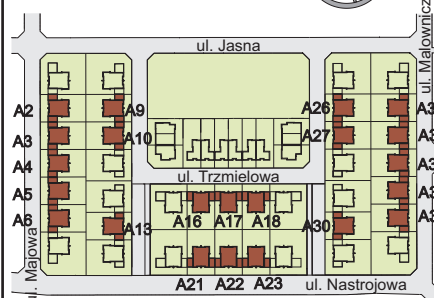 ul. Jasna
ul. Majowa
A2
A3
A4
A5
A6
A9
A10
A13
ul. Trzmielowa
A16 A17 A18
A21 A22 A23
A26
A27
A30
ul. Nastrojowa